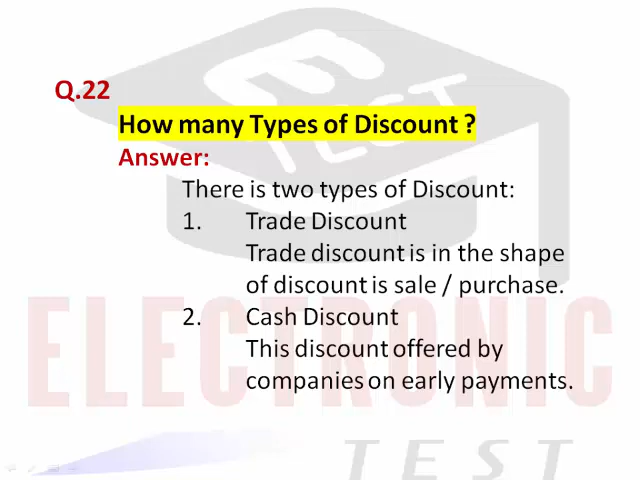 Q.22
How many Types of Discount ?
Answer:
There is two types of Discount:
1. Trade Discount
Trade discount is in the shape
of discount is sale / purchase.
2. Cash Discount
This discount offered by
companies on early payments.
E TEST
ELECTRONIC
TEST